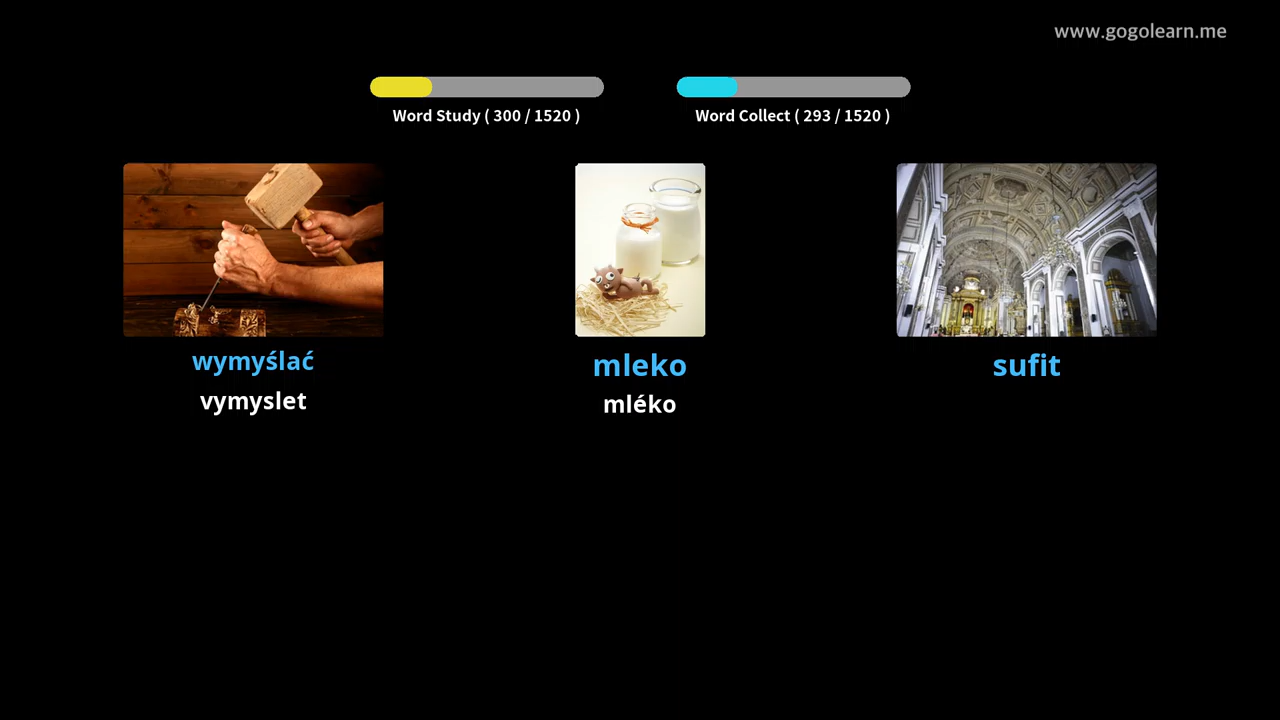 www.gogolearn.me
Word Study ( 300 / 1520 )
Word Collect ( 293 / 1520 )
wymyślać
vymyslet
mleko
mléko
sufit